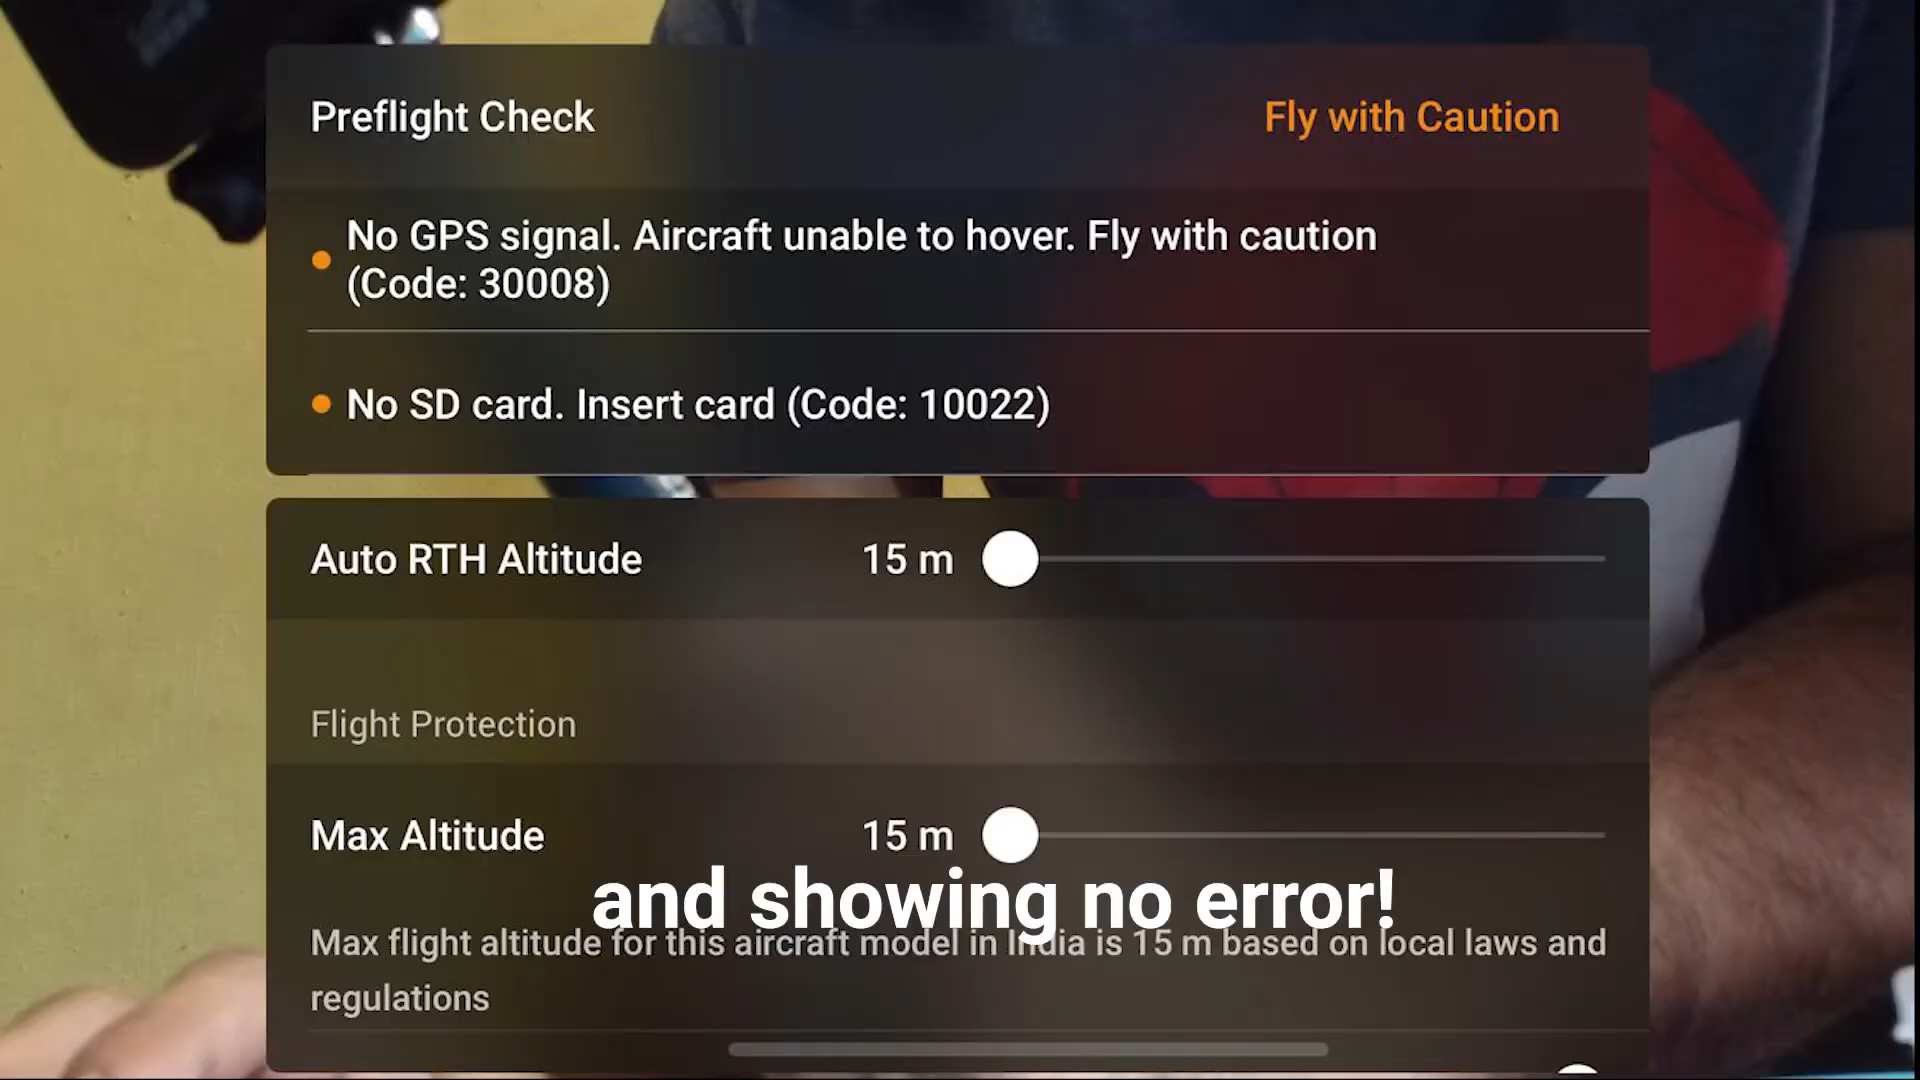 Preflight Check
Fly with Caution
No GPS signal. Aircraft unable to hover. Fly with caution
(Code: 30008)
No SD card. Insert card (Code: 10022)
Auto RTH Altitude
15 m
Flight Protection
Max Altitude
15 m
and showing no error!
Max flight altitude for this aircraft model in India is 15 m based on local laws and
regulations